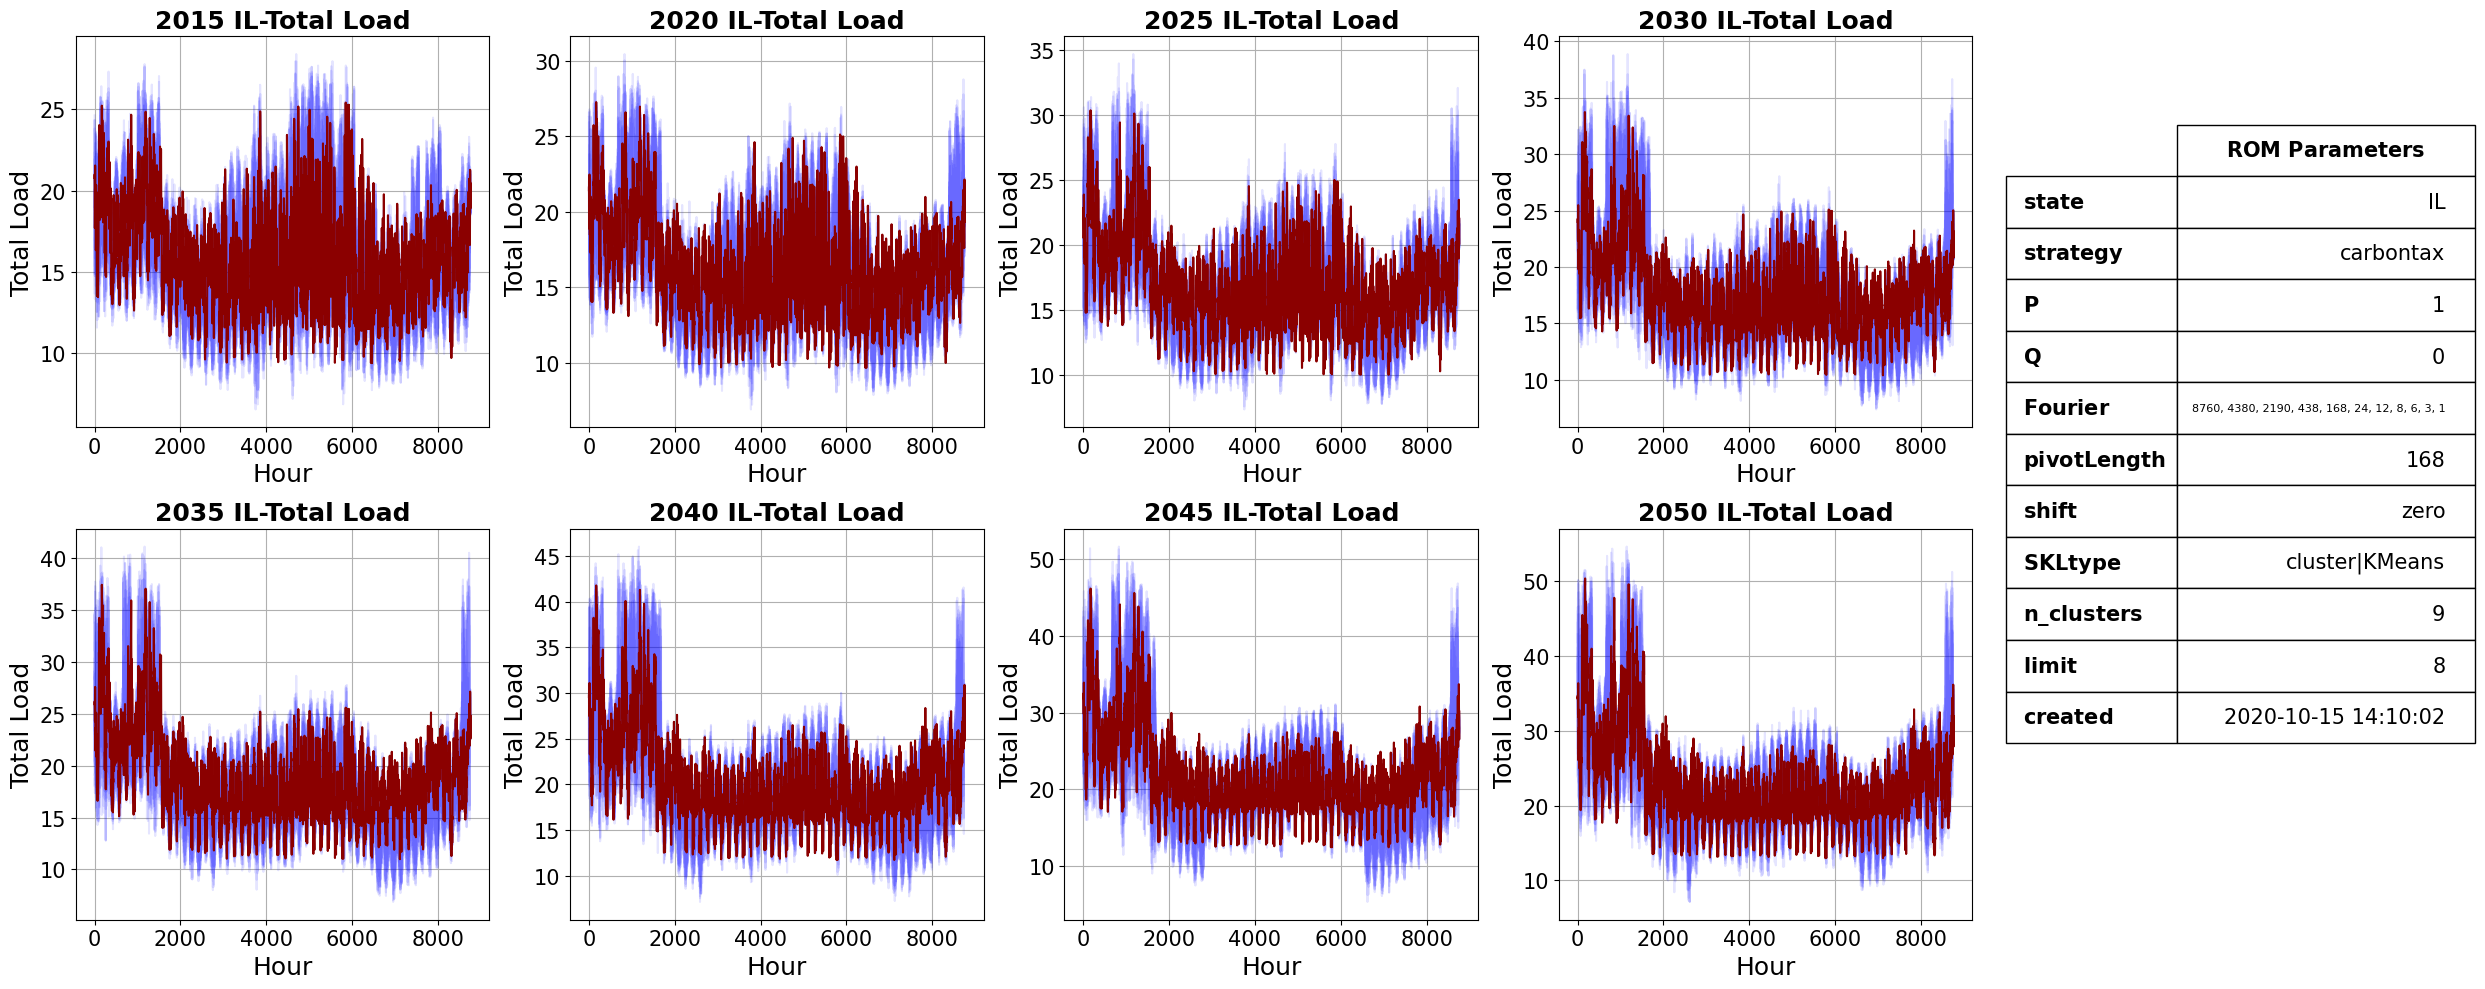 2015 IL-Total Load
25
20
15
10
Total Load
0 2000 4000 6000 8000
Hour
2020 IL-Total Load
30
25
20
15
10
Total Load
0 2000 4000 6000 8000
Hour
2025 IL-Total Load
35
30
25
20
15
10
Total Load
0 2000 4000 6000 8000
Hour
2030 IL-Total Load
40
35
30
25
20
15
10
Total Load
0 2000 4000 6000 8000
Hour
2035 IL-Total Load
40
35
30
25
20
15
10
Total Load
0 2000 4000 6000 8000
Hour
2040 IL-Total Load
45
40
35
30
25
20
15
10
Total Load
0 2000 4000 6000 8000
Hour
2045 IL-Total Load
50
40
30
20
10
Total Load
0 2000 4000 6000 8000
Hour
2050 IL-Total Load
50
40
30
20
10
Total Load
0 2000 4000 6000 8000
Hour
ROM Parameters
state IL
strategy carbontax
P 1
Q 0
Fourier 8760, 4380, 2190, 438, 168, 24, 12, 8, 6, 3, 1
pivotLength 168
shift zero
SKLtype cluster|KMeans
n_clusters 9
limit 8
created 2020-10-15 14:10:02